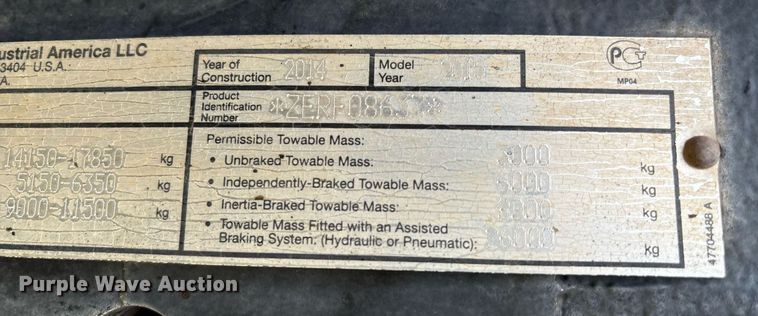 ustrial America LLC
3404 U.S.A.
A.
Year of
Construction 2014
Model
Year
Product
Identification
Number
PG
MP04
14150-17850 kg
5150-6350 kg
9000-11500 kg
Permissible Towable Mass:
• Unbraked Towable Mass: kg
• Independently-Braked Towable Mass: kg
• Inertia-Braked Towable Mass: kg
• Towable Mass Fitted with an Assisted
Braking System: (Hydraulic or Pneumatic): kg
47704488 A
Purple Wave Auction